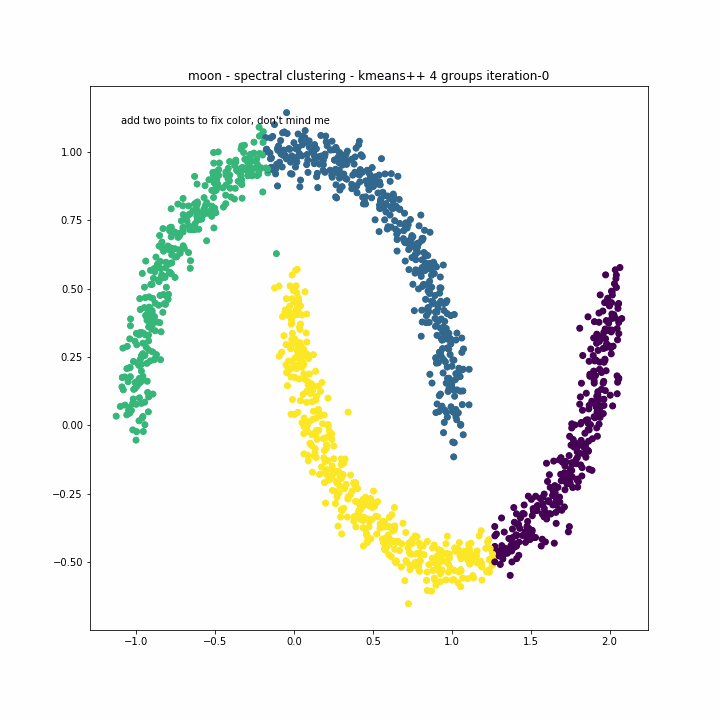 moon - spectral clustering - kmeans++ 4 groups iteration-0
add two points to fix color, don't mind me
1.00
0.75
0.50
0.25
0.00
−0.25
−0.50
−1.0 −0.5 0.0 0.5 1.0 1.5 2.0